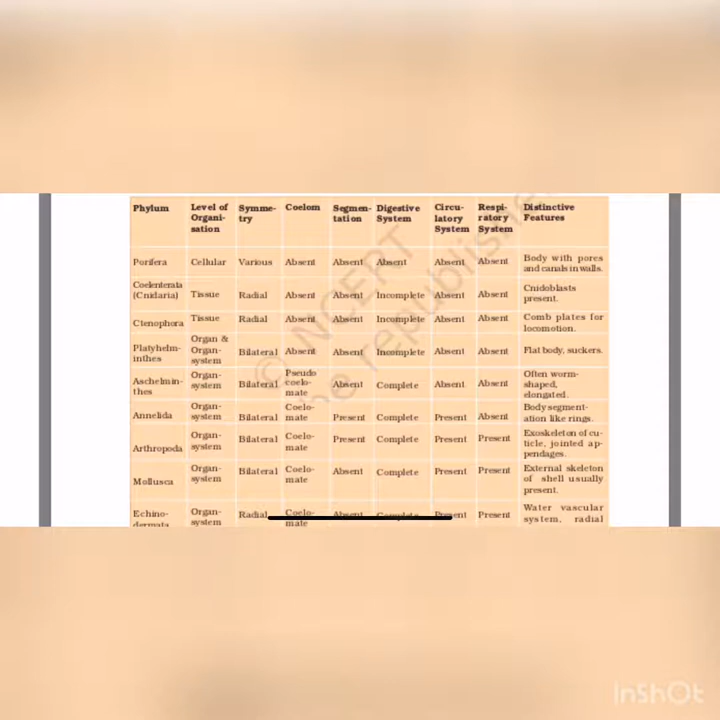 Phylum Level of Organi-sation Symme-try Coelom Segmen-tation Digestive System Circu-latory System Respi-ratory System Distinctive Features
Porifera Cellular Various Absent Absent Absent Absent Absent Body with pores and canals in walls.
Coelenterata (Cnidaria) Tissue Radial Absent Absent Incomplete Absent Absent Cnidoblasts present.
Ctenophora Tissue Radial Absent Absent Incomplete Absent Absent Comb plates for locomotion.
Platyhelm-inthes Organ & Organ-system Bilateral Absent Absent Incomplete Absent Absent Flat body, suckers.
Aschelmin-thes Organ-system Bilateral Pseudo coelo-mate Absent Complete Absent Absent Often worm-shaped, elongated.
Annelida Organ-system Bilateral Coelo-mate Present Complete Present Absent Body segment-ation like rings.
Arthropoda Organ-system Bilateral Coelo-mate Present Complete Present Present Exoskeleton of cu-ticle, jointed ap-pendages.
Mollusca Organ-system Bilateral Coelo-mate Absent Complete Present Present External skeleton of shell usually present.
Echino-dermata Organ-system Radial Coelo-mate Absent Complete Present Present Water vascular system, radial
© NCERT
be republished
InShOt